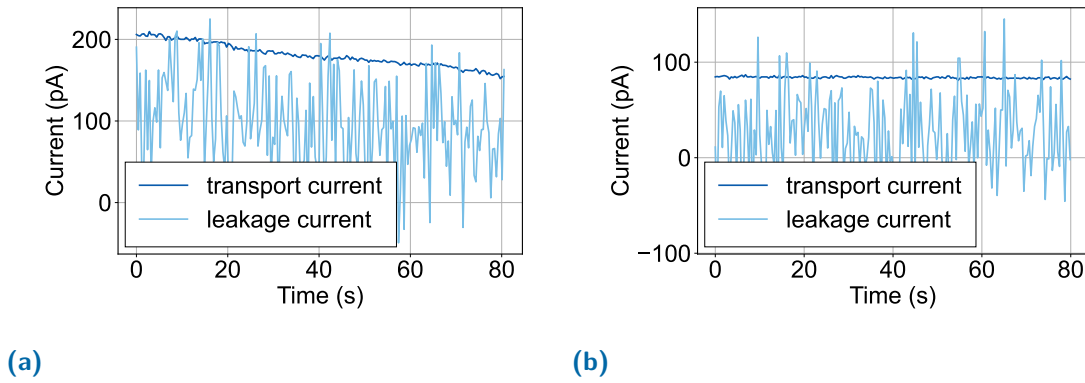 200
100
0
Current (pA)
transport current
leakage current
0 20 40 60 80
Time (s)
(a)
100
0
−100
Current (pA)
transport current
leakage current
0 20 40 60 80
Time (s)
(b)